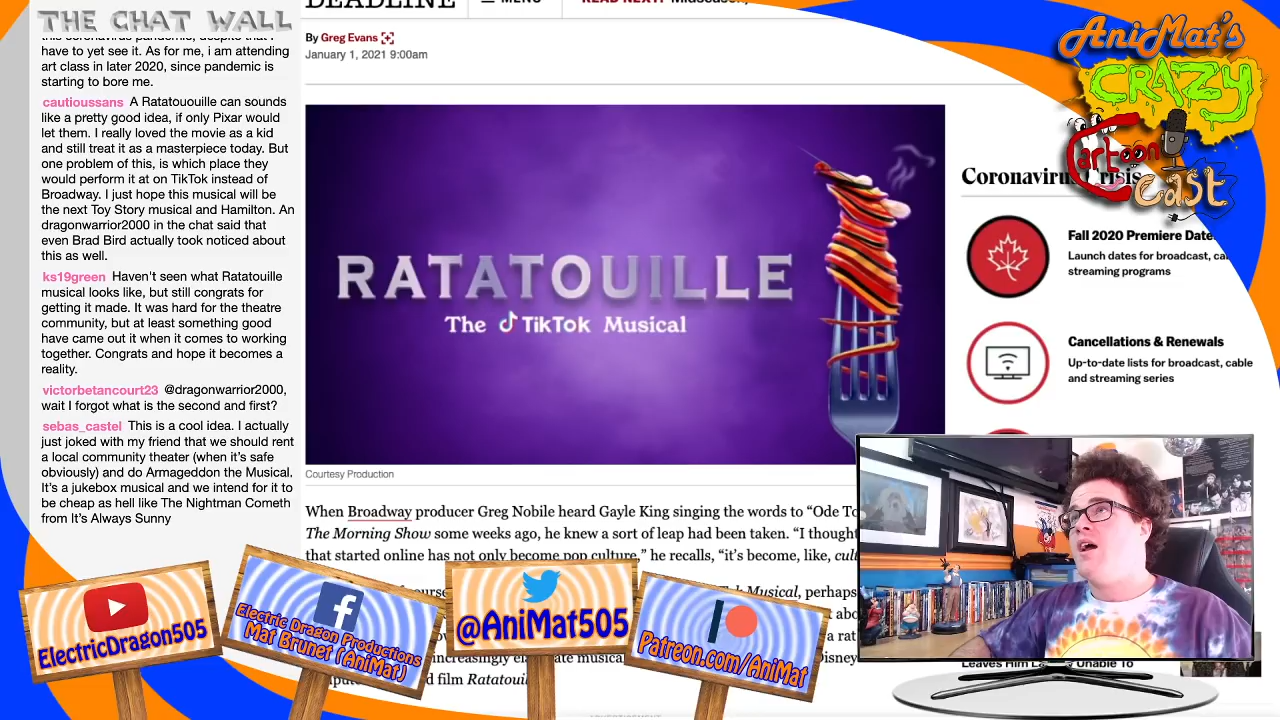 THE CHAT WALL
have to yet see it. As for me, i am attending
art class in later 2020, since pandemic is
starting to bore me.
cautioussans A Ratatououille can sounds
like a pretty good idea, if only Pixar would
let them. I really loved the movie as a kid
and still treat it as a masterpiece today. But
one problem of this, is which place they
would perform it at on TikTok instead of
Broadway. I just hope this musical will be
the next Toy Story musical and Hamilton. An
dragonwarrior2000 in the chat said that
even Brad Bird actually took noticed about
this as well.
ks19green Haven't seen what Ratatouille
musical looks like, but still congrats for
getting it made. It was hard for the theatre
community, but at least something good
have came out it when it comes to working
together. Congrats and hope it becomes a
reality.
victorbetancourt23 @dragonwarrior2000,
wait I forgot what is the second and first?
sebas_castel This is a cool idea. I actually
just joked with my friend that we should rent
a local community theater (when it's safe
obviously) and do Armageddon the Musical.
It's a jukebox musical and we intend for it to
be cheap as hell like The Nightman Cometh
from It's Always Sunny
DEADLINE
MENU
READ NEXT:
By Greg Evans
January 1, 2021 9:00am
RATATOUILLE
The TikTok Musical
Courtesy Production
When Broadway producer Greg Nobile heard Gayle King singing the words to “Ode To
The Morning Show some weeks ago, he knew a sort of leap had been taken. “I thought
that started online has not only become pop culture,” he recalls, “it's become, like,
Musical, perhaps
film Ratatouil
AniMat's
CRAZY
Cartoon
Cast
Coronavirus Crisis
Fall 2020 Premiere Date
Launch dates for broadcast,
streaming programs
Cancellations & Renewals
Up-to-date lists for broadcast, cable
and streaming series
Leaves Him Unable To
ElectricDragon505
Electric Dragon Productions
Mat Brunet (AniMat)
@AniMat505
Patreon.com/AniMat